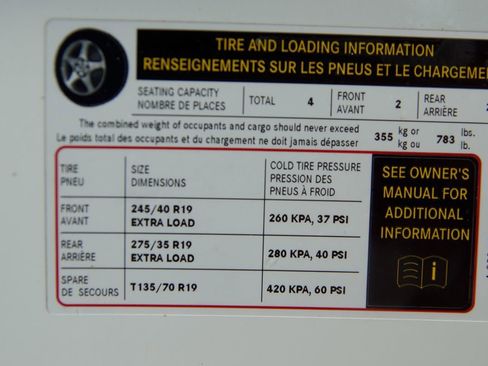 TIRE AND LOADING INFORMATION
RENSEIGNEMENTS SUR LES PNEUS ET LE CHARGEME
SEATING CAPACITY
NOMBRE DE PLACES
TOTAL 4
FRONT
AVANT
2
REAR
ARRIÈRE
The combined weight of occupants and cargo should never exceed
Le poids total des occupants et du chargement ne doit jamais dépasser
355 kg or
kg ou
783 lbs.
lb.
TIRE
PNEU
SIZE
DIMENSIONS
COLD TIRE PRESSURE
PRESSION DES
PNEUS À FROID
FRONT
AVANT
245/40 R19
EXTRA LOAD
260 KPA, 37 PSI
REAR
ARRIÈRE
275/35 R19
EXTRA LOAD
280 KPA, 40 PSI
SPARE
DE SECOURS
T135/70 R19
420 KPA, 60 PSI
SEE OWNER'S
MANUAL FOR
ADDITIONAL
INFORMATION
i